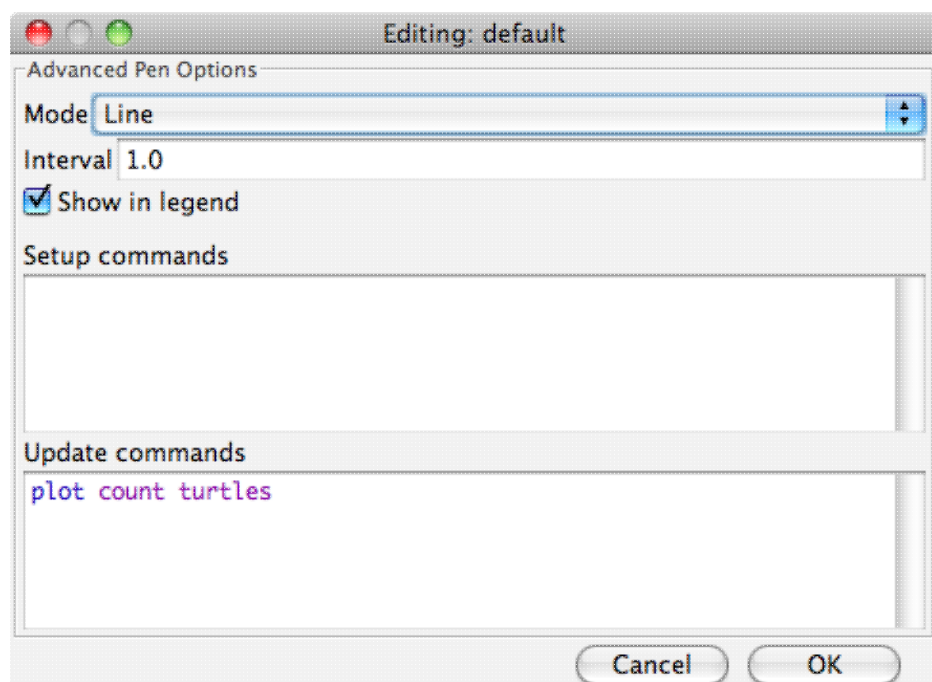 Editing: default
Advanced Pen Options
Mode Line
Interval 1.0
Show in legend
Setup commands
Update commands
plot count turtles
Cancel OK